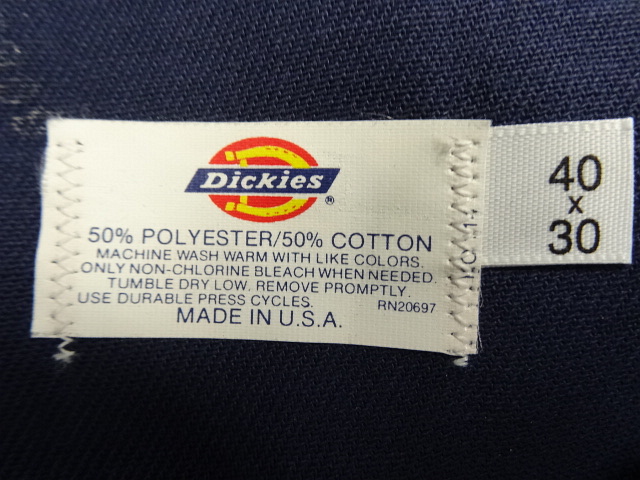 Dickies®
50% POLYESTER/50% COTTON
MACHINE WASH WARM WITH LIKE COLORS.
ONLY NON-CHLORINE BLEACH WHEN NEEDED.
TUMBLE DRY LOW. REMOVE PROMPTLY.
USE DURABLE PRESS CYCLES. RN20697
MADE IN U.S.A.
40
x
30